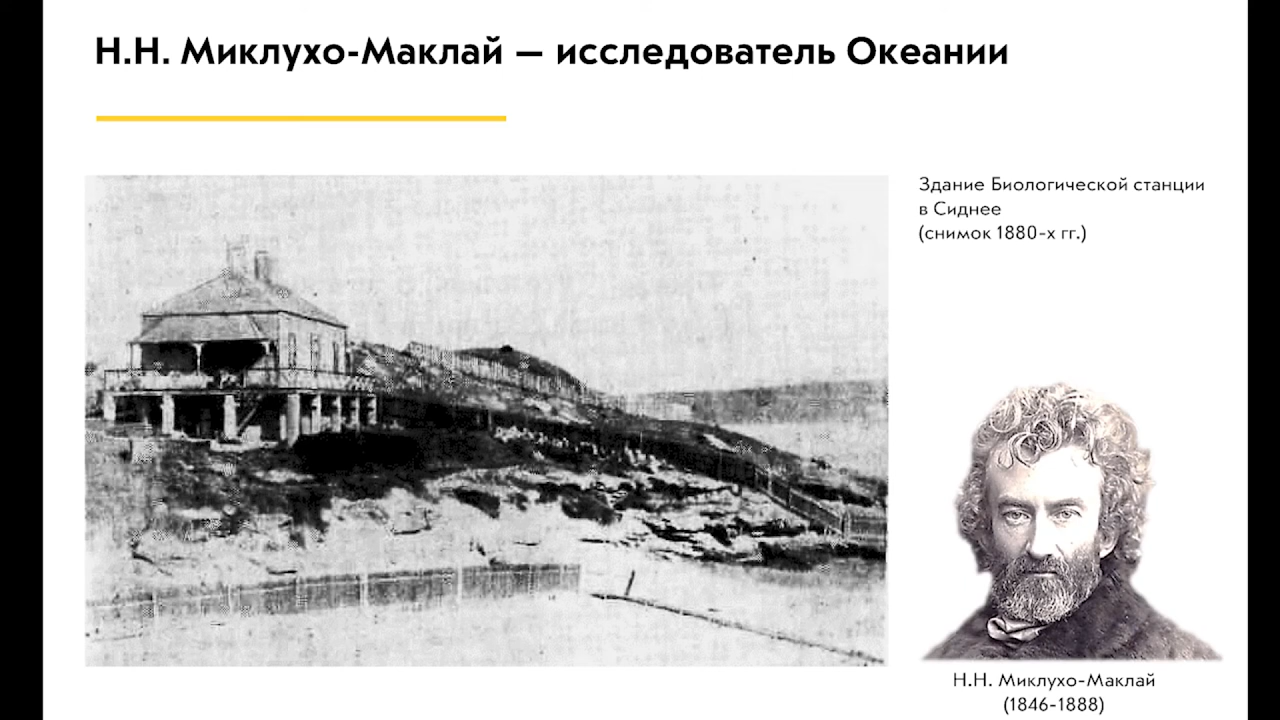 Н.Н. Миклухо-Маклай — исследователь Океании
Здание Биологической станции
в Сиднее
(снимок 1880-х гг.)
Н.Н. Миклухо-Маклай
(1846-1888)